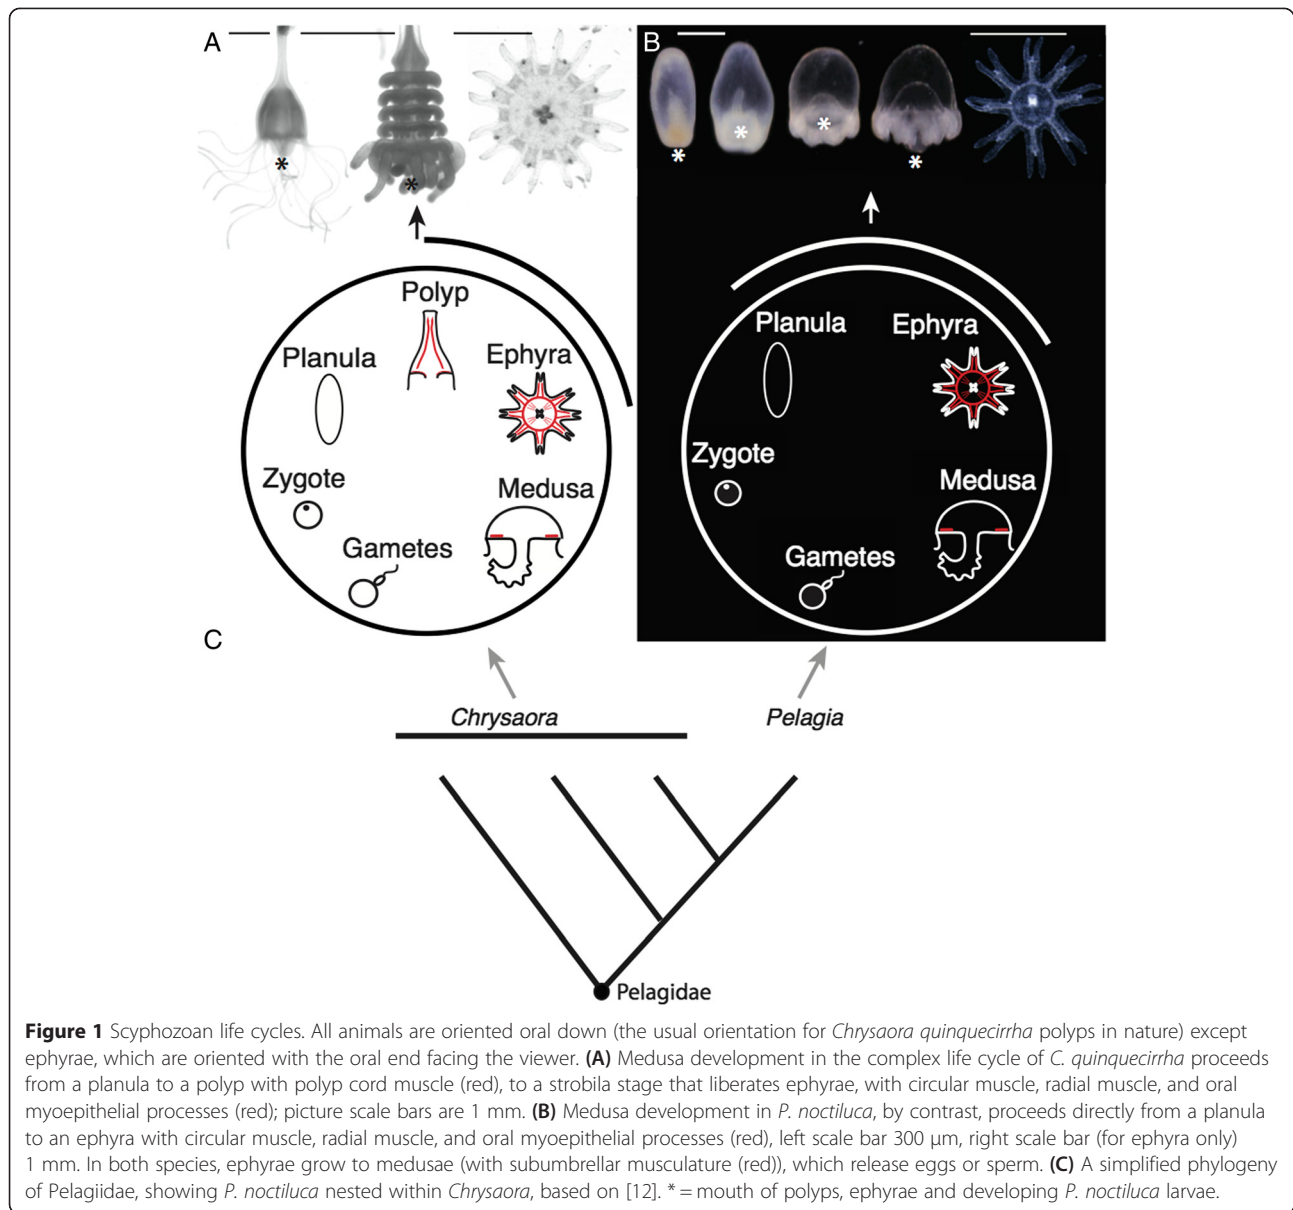 A
B
*
*
*
*
*
*
Polyp
Planula
Ephyra
Zygote
Medusa
Gametes
Planula
Ephyra
Zygote
Medusa
Gametes
C
Chrysaora
Pelagia
Pelagidae
Figure 1 Scyphozoan life cycles. All animals are oriented oral down (the usual orientation for Chrysaora quinquecirrha polyps in nature) except
ephyrae, which are oriented with the oral end facing the viewer. (A) Medusa development in the complex life cycle of C. quinquecirrha proceeds
from a planula to a polyp with polyp cord muscle (red), to a strobila stage that liberates ephyrae, with circular muscle, radial muscle, and oral
myoepithelial processes (red); picture scale bars are 1 mm. (B) Medusa development in P. noctiluca, by contrast, proceeds directly from a planula
to an ephyra with circular muscle, radial muscle, and oral myoepithelial processes (red), left scale bar 300 μm, right scale bar (for ephyra only)
1 mm. In both species, ephyrae grow to medusae (with subumbrellar musculature (red)), which release eggs or sperm. (C) A simplified phylogeny
of Pelagiidae, showing P. noctiluca nested within Chrysaora, based on [12]. * = mouth of polyps, ephyrae and developing P. noctiluca larvae.